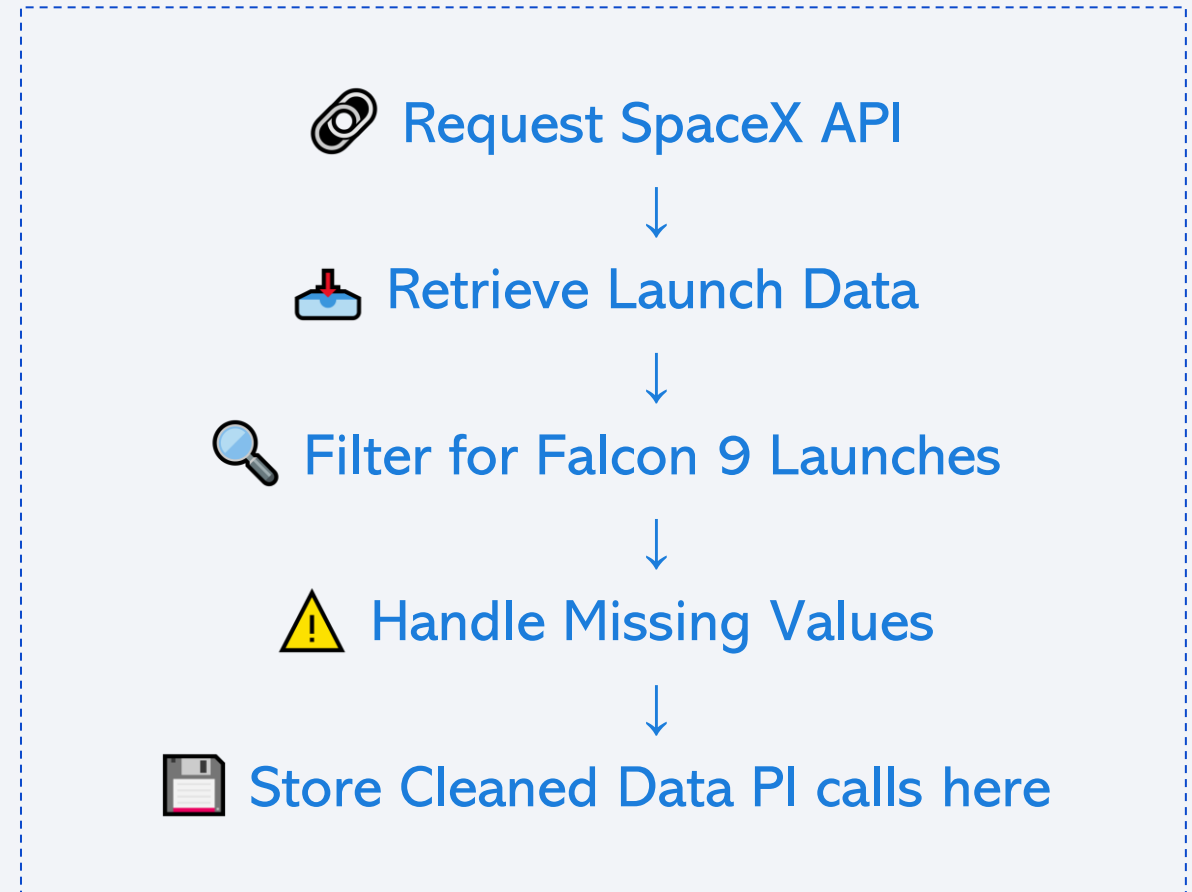 Request SpaceX API
↓
Retrieve Launch Data
↓
Filter for Falcon 9 Launches
↓
Handle Missing Values
↓
Store Cleaned Data PI calls here